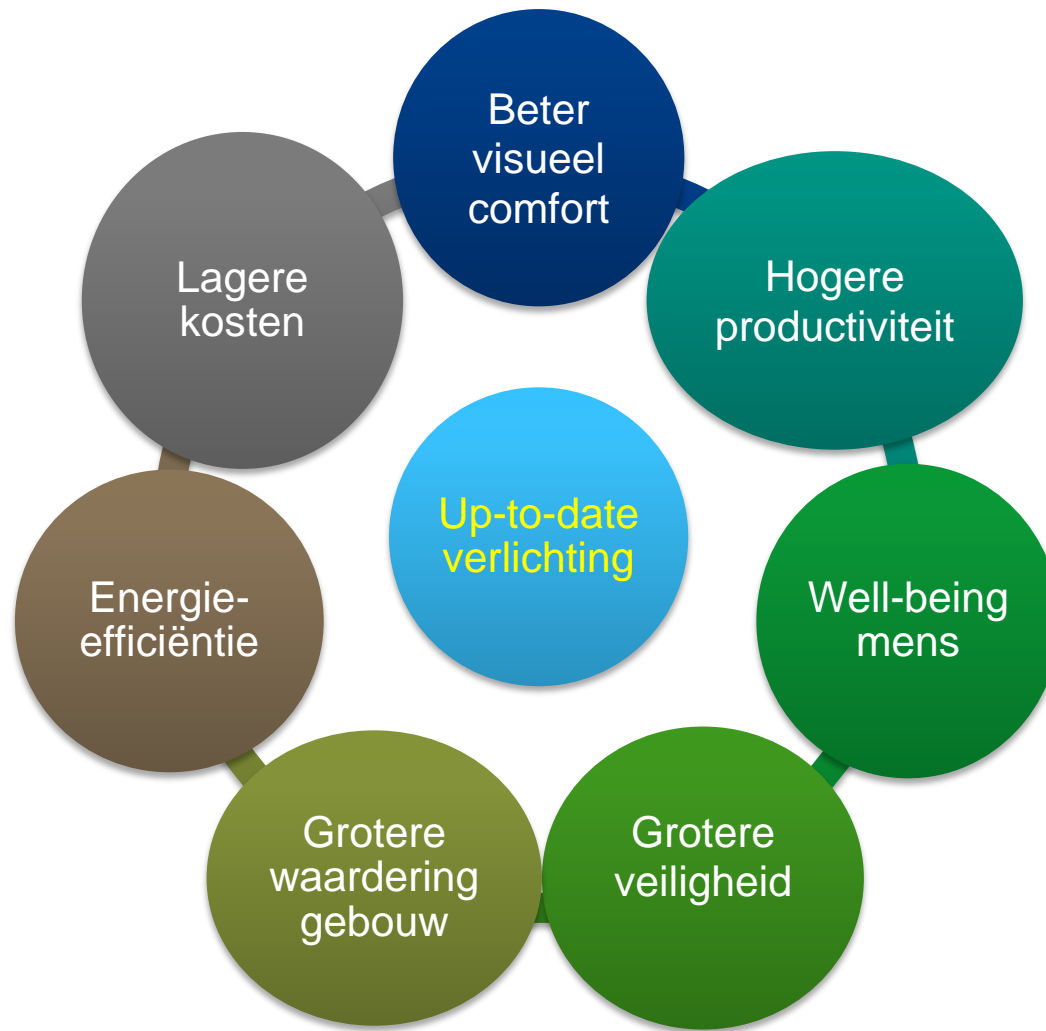 Beter
visueel
comfort
Hogere
productiviteit
Well-being
mens
Grotere
veiligheid
Grotere
waardering
gebouw
Energie-
efficiëntie
Lagere
kosten
Up-to-date
verlichting